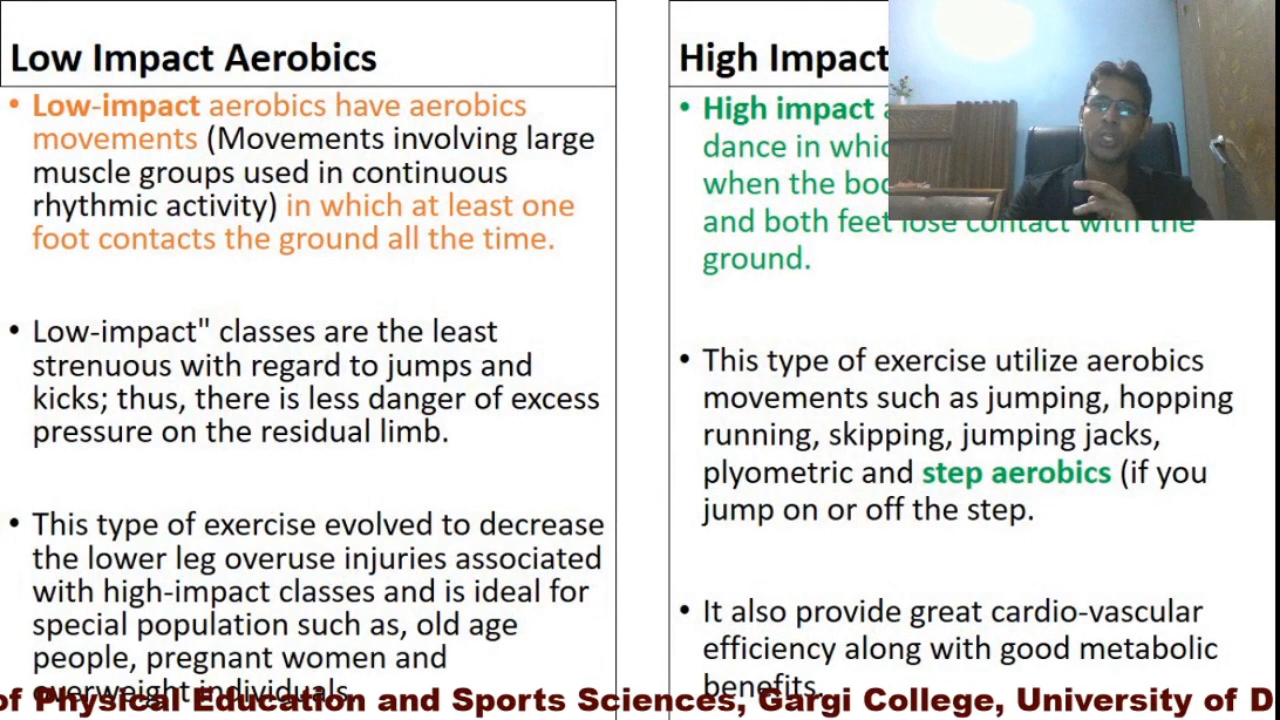 Low Impact Aerobics
• Low-impact aerobics have aerobics
movements (Movements involving large
muscle groups used in continuous
rhythmic activity) in which at least one
foot contacts the ground all the time.
• Low-impact" classes are the least
strenuous with regard to jumps and
kicks; thus, there is less danger of excess
pressure on the residual limb.
• This type of exercise evolved to decrease
the lower leg overuse injuries associated
with high-impact classes and is ideal for
special population such as, old age
people, pregnant women and
overweight individuals
High Impact
• High impact
dance in
when the
and both feet lose contact with the
ground.
• This type of exercise utilize aerobics
movements such as jumping, hopping
running, skipping, jumping jacks,
plyometric and step aerobics (if you
jump on or off the step.
• It also provide great cardio-vascular
efficiency along with good metabolic
benefits.
of Physical Education and Sports Sciences, Gargi College, University of D